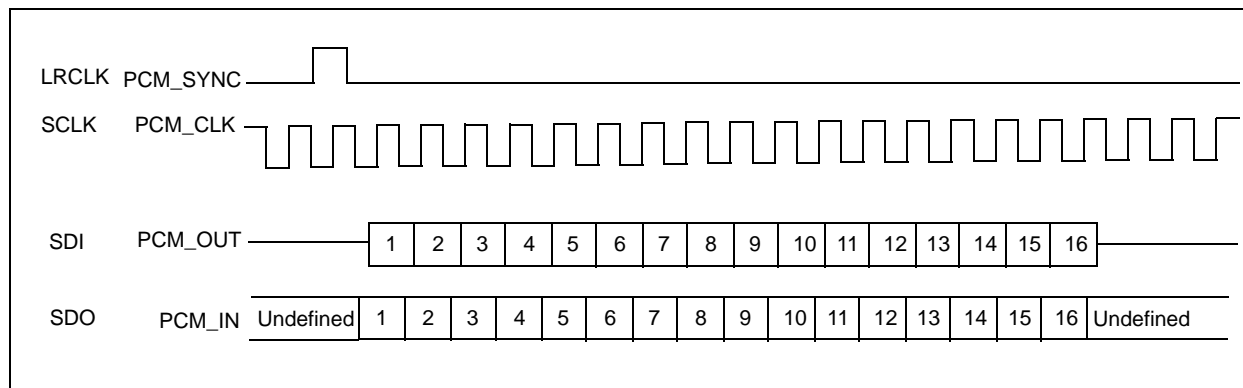 LRCLK PCM_SYNC
SCLK PCM_CLK
SDI PCM_OUT 1 2 3 4 5 6 7 8 9 10 11 12 13 14 15 16
SDO PCM_IN Undefined 1 2 3 4 5 6 7 8 9 10 11 12 13 14 15 16 Undefined